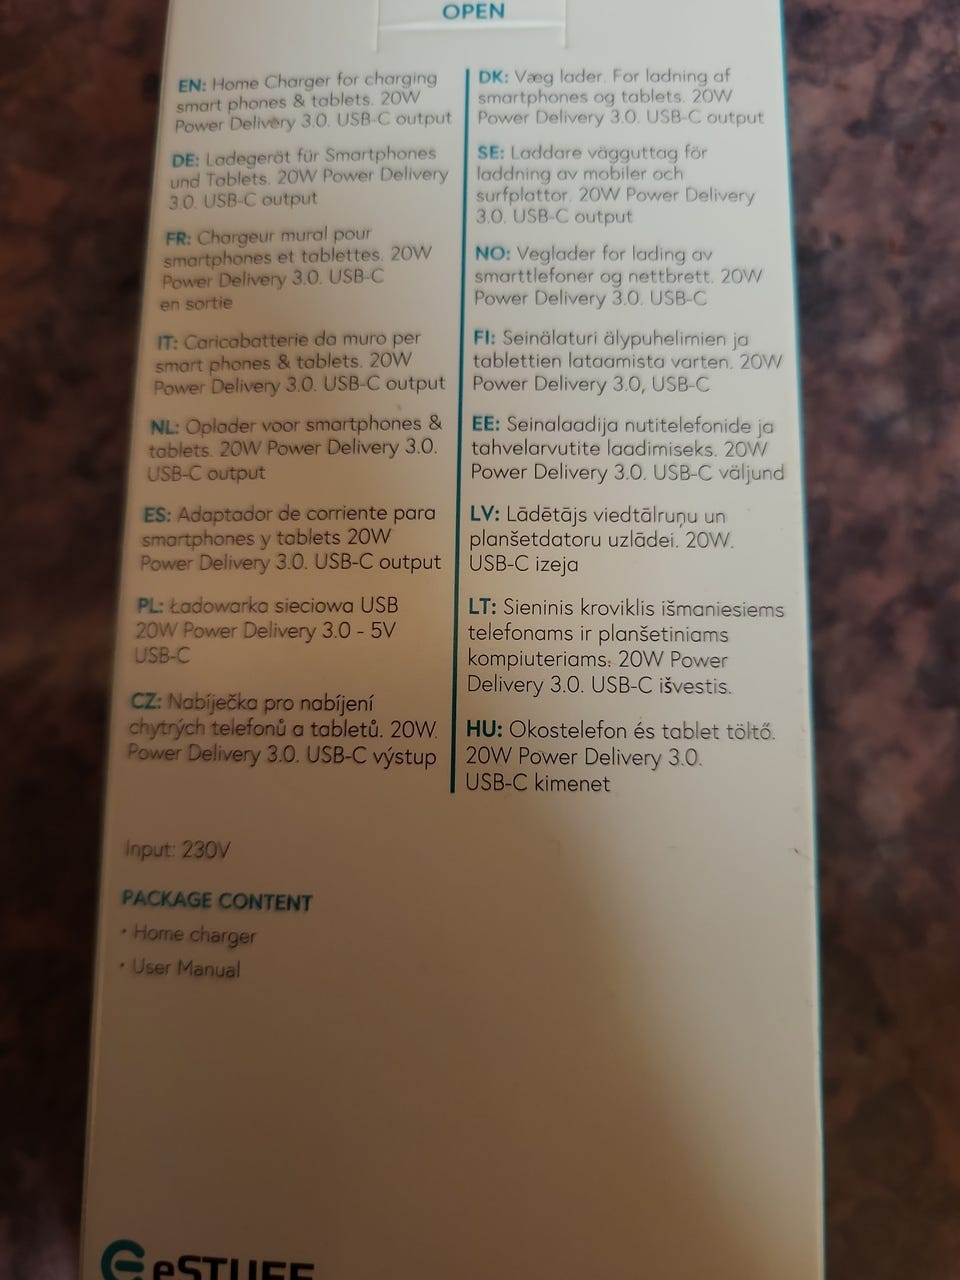 OPEN
EN: Home Charger for charging
smart phones & tablets. 20W
Power Delivery 3.0. USB-C output
DE: Ladegerät für Smartphones
und Tablets. 20W Power Delivery
3.0. USB-C output
FR: Chargeur mural pour
smartphones et tablettes. 20W
Power Delivery 3.0. USB-C
en sortie
IT: Caricabatterie da muro per
smart phones & tablets. 20W
Power Delivery 3.0. USB-C output
NL: Oplader voor smartphones &
tablets. 20W Power Delivery 3.0.
USB-C output
ES: Adaptador de corriente para
smartphones y tablets 20W
Power Delivery 3.0. USB-C output
PL: Ładowarka sieciowa USB
20W Power Delivery 3.0 - 5V
USB-C
CZ: Nabíječka pro nabíjení
chytrých telefonů a tabletů. 20W.
Power Delivery 3.0. USB-C výstup
DK: Væg lader. For ladning af
smartphones og tablets. 20W
Power Delivery 3.0. USB-C output
SE: Laddare vägguttag för
laddning av mobiler och
surfplattor. 20W Power Delivery
3.0. USB-C output
NO: Veglader for lading av
smarttlefoner og nettbrett. 20W
Power Delivery 3.0. USB-C
FI: Seinälaturi älypuhelimien ja
tablettien lataamista varten. 20W
Power Delivery 3.0, USB-C
EE: Seinalaadija nutitelefonide ja
tahvelarvutite laadimiseks. 20W
Power Delivery 3.0. USB-C väljund
LV: Lādētājs viedtālruņu un
planšetdatoru uzlādei. 20W.
USB-C izeja
LT: Sieninis kroviklis išmaniesiems
telefonams ir planšetiniams
kompiuteriams. 20W Power
Delivery 3.0. USB-C išvestis.
HU: Okostelefon és tablet töltő.
20W Power Delivery 3.0.
USB-C kimenet
Input: 230V
PACKAGE CONTENT
• Home charger
• User Manual
eSTUFF